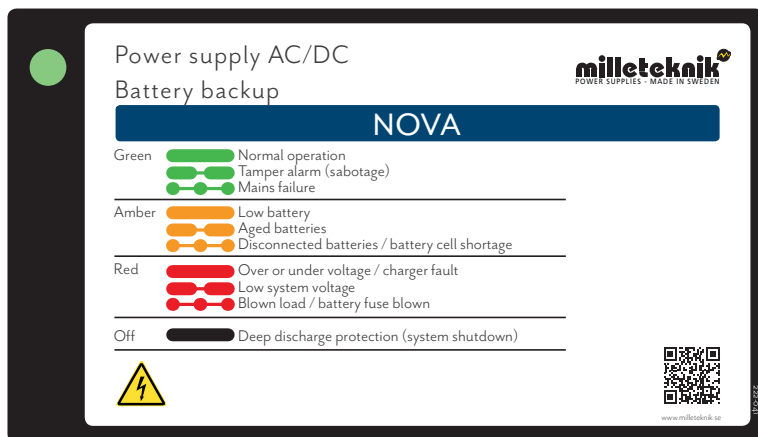 Power supply AC/DC
Battery backup
milleteknik
POWER SUPPLIES - MADE IN SWEDEN
NOVA
Green Normal operation
Tamper alarm (sabotage)
Mains failure
Amber Low battery
Aged batteries
Disconnected batteries / battery cell shortage
Red Over or under voltage / charger fault
Low system voltage
Blown load / battery fuse blown
Off Deep discharge protection (system shutdown)
www.milleteknik.se
222-041